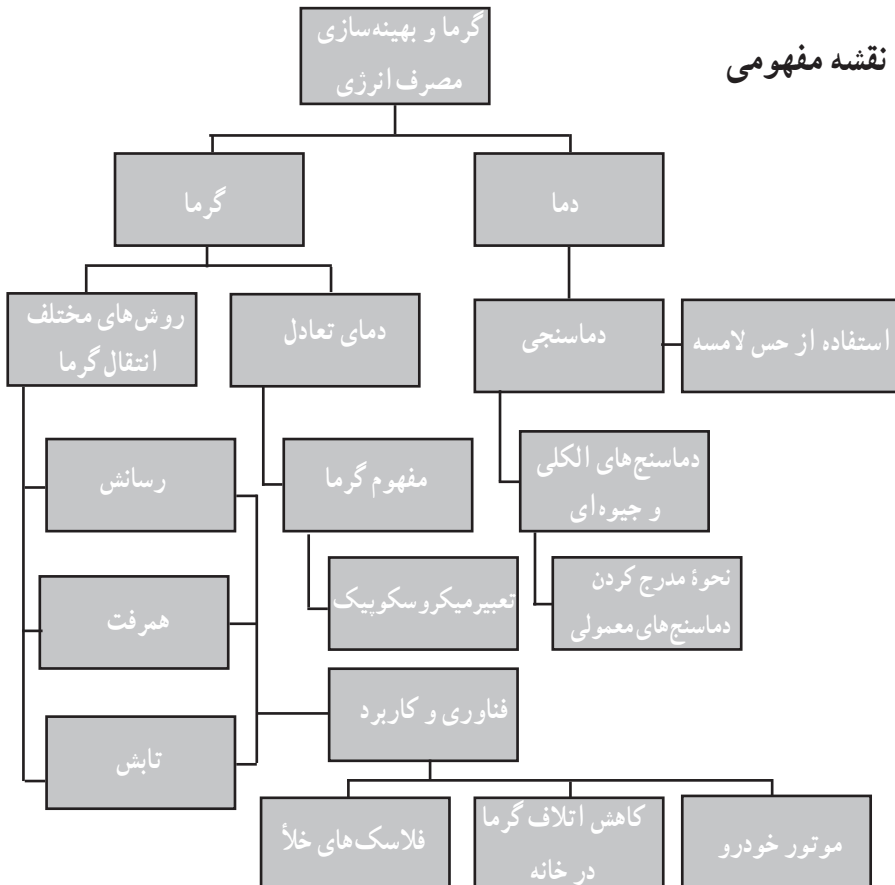 نقشه مفهومی
گرما و بهینه‌سازی
مصرف انرژی
دما
گرما
استفاده از حس لامسه
دماسنجی
دمای تعادل
روش‌های مختلف
انتقال گرما
دماسنج‌های الکلی
و جیوه‌ای
مفهوم گرما
رسانش
نحوۀ مدرج کردن
دماسنج‌های معمولی
تعبیر میکروسکوپیک
همرفت
فناوری و کاربرد
تابش
موتور خودرو
کاهش اتلاف گرما
در خانه
فلاسک‌های خلأ